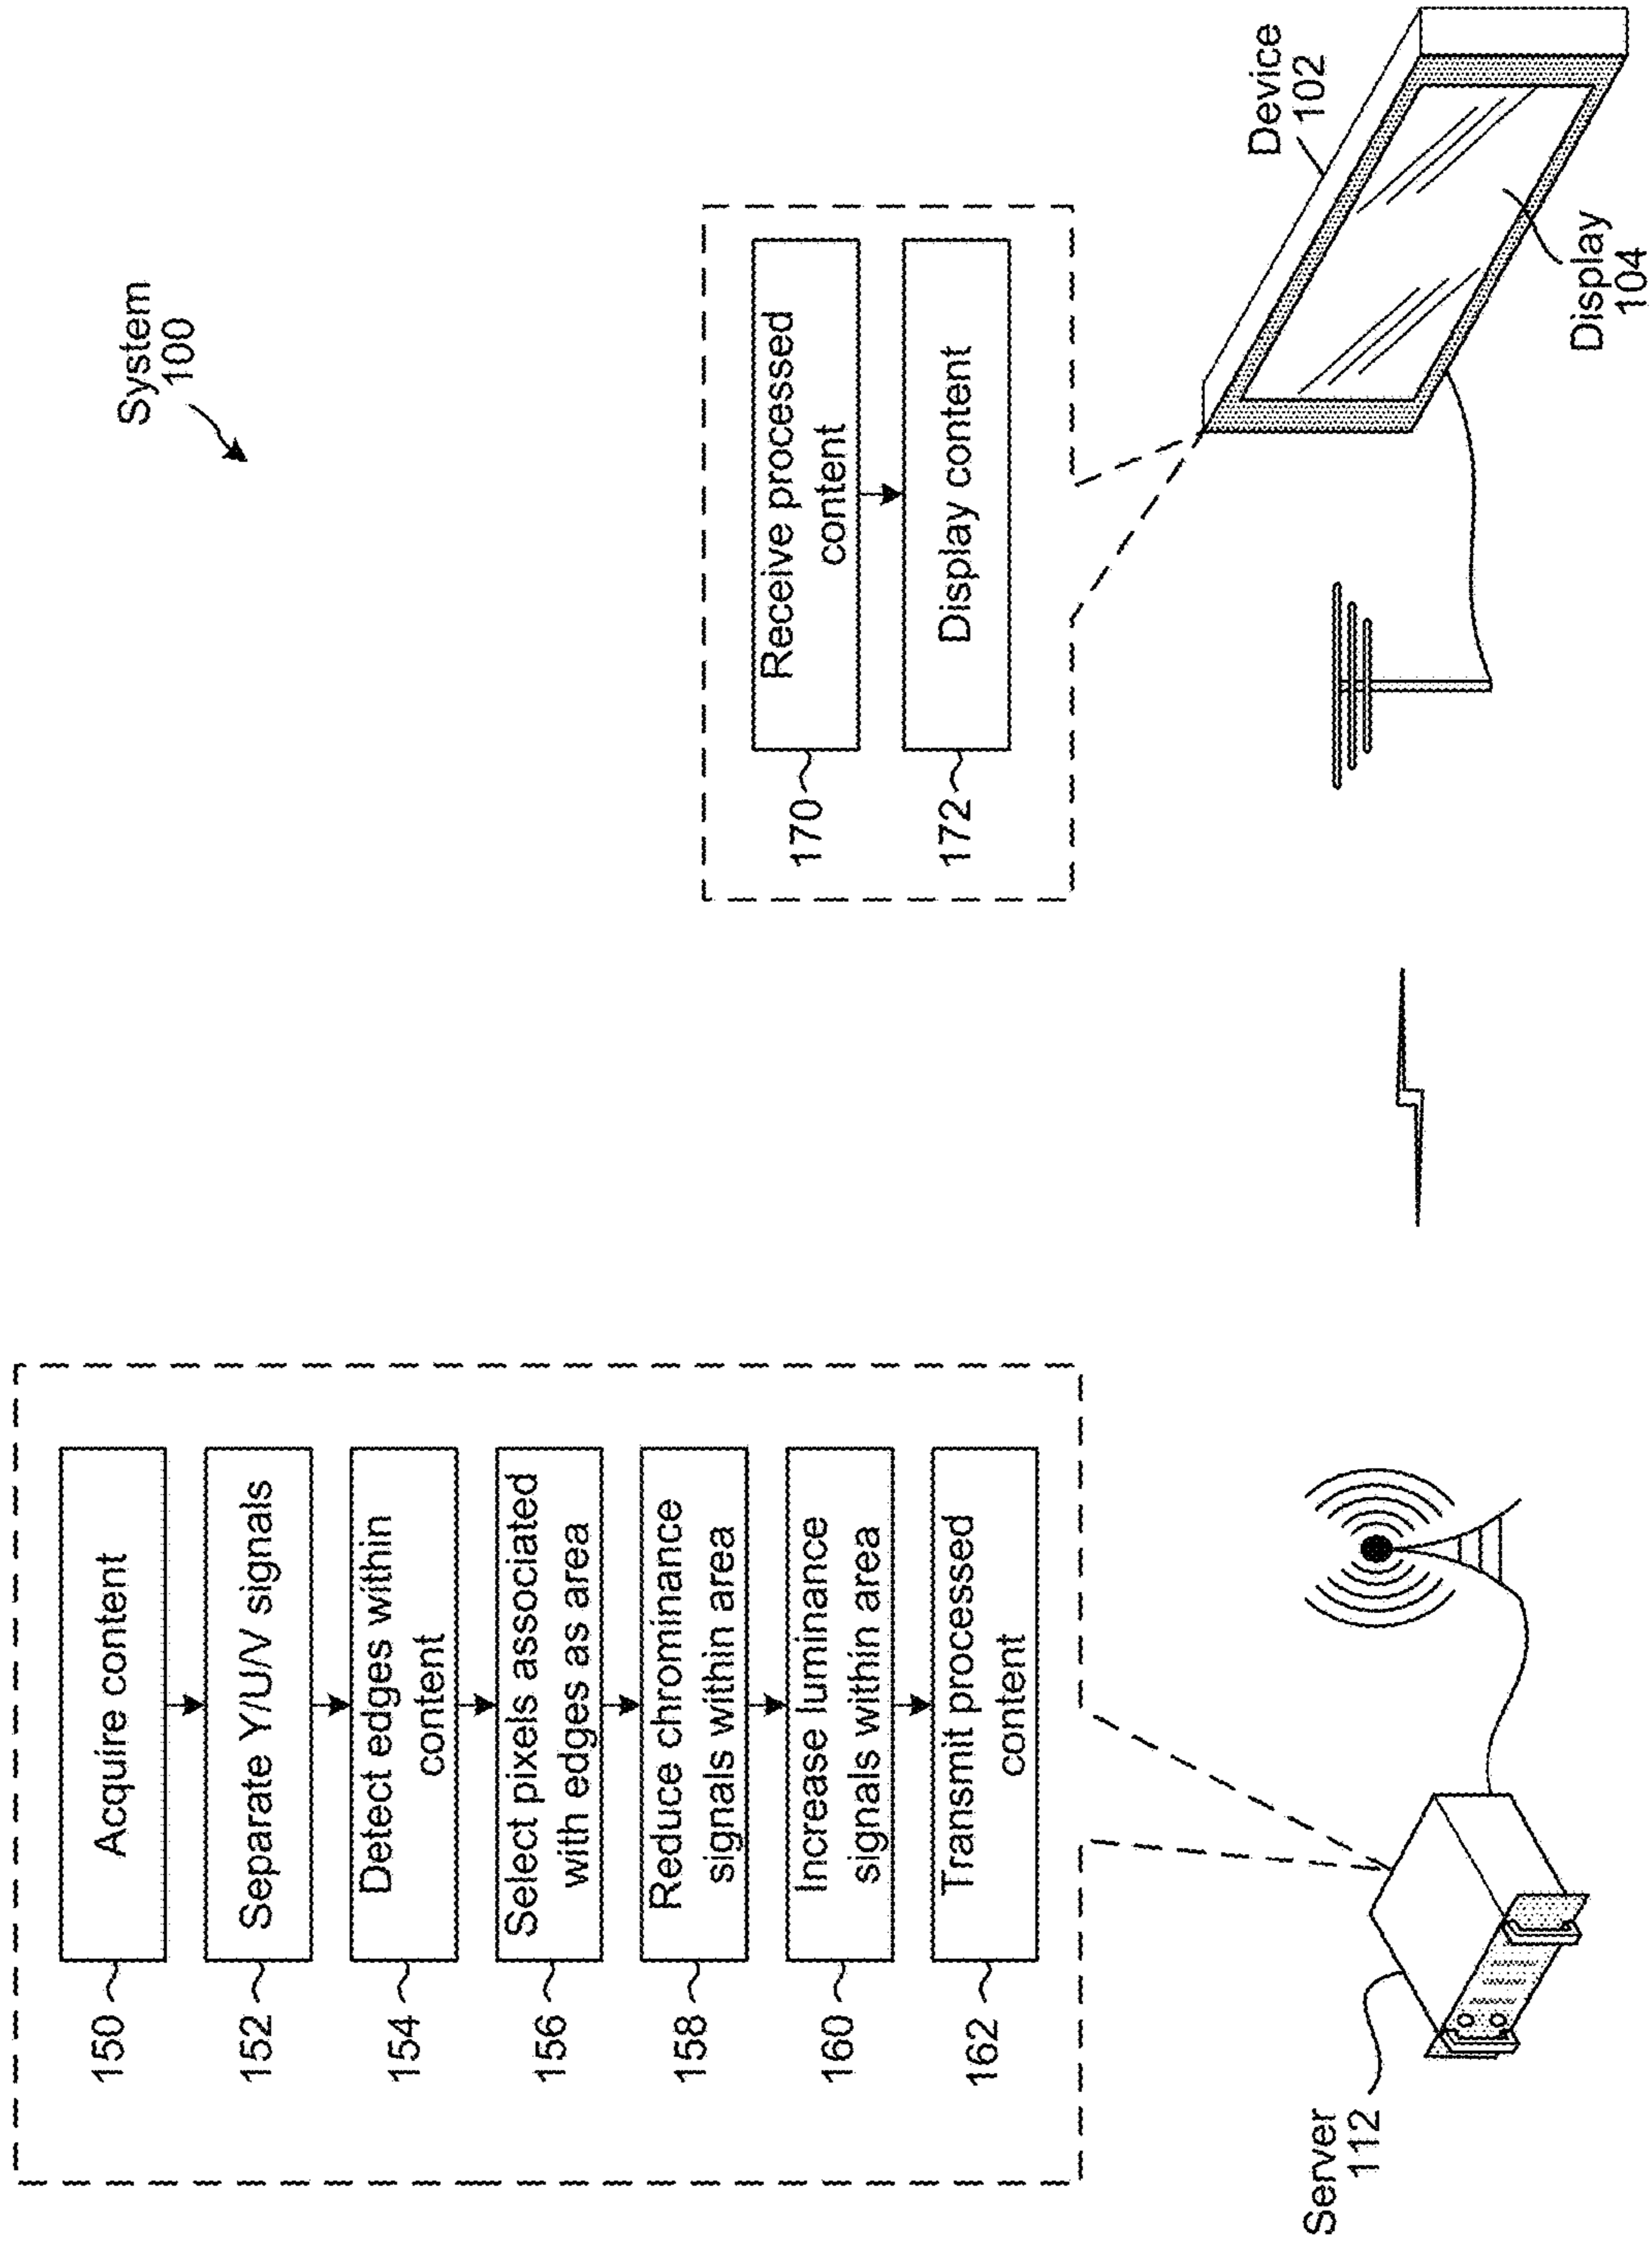 System
100
150
Acquire content
152
Separate Y/U/V signals
154
Detect edges within
content
156
Select pixels associated
with edges as area
158
Reduce chrominance
signals within area
160
Increase luminance
signals within area
162
Transmit processed
content
170
Receive processed
content
172
Display content
Server
112
Device
102
Display
104